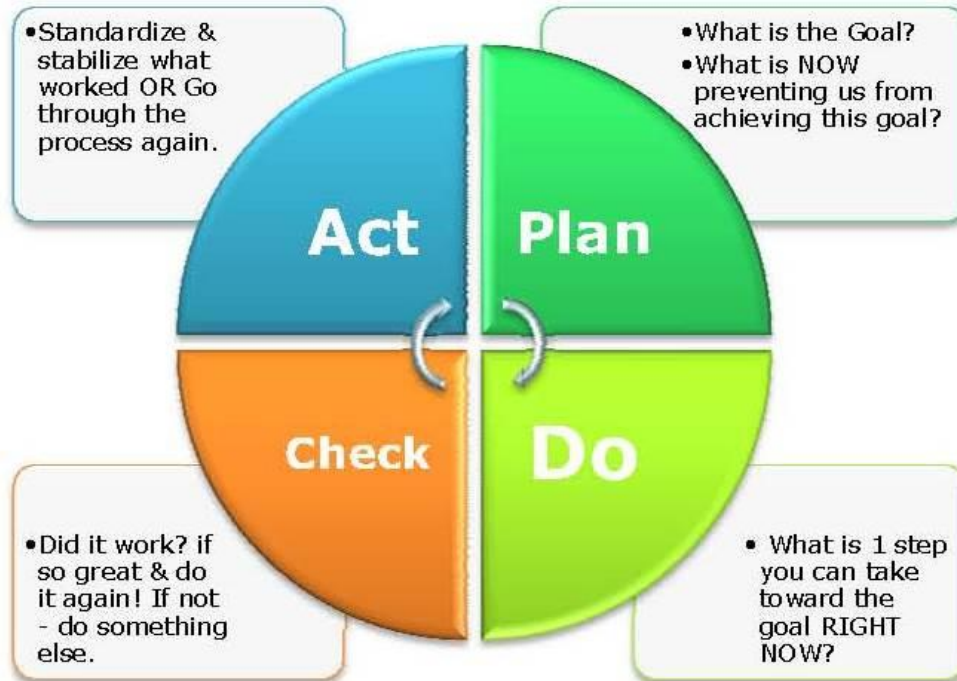 •Standardize &
stabilize what
worked OR Go
through the
process again.
•What is the Goal?
•What is NOW
preventing us from
achieving this goal?
Act
Plan
Check
Do
•Did it work? if
so great & do
it again! If not
- do something
else.
• What is 1 step
you can take
toward the
goal RIGHT
NOW?